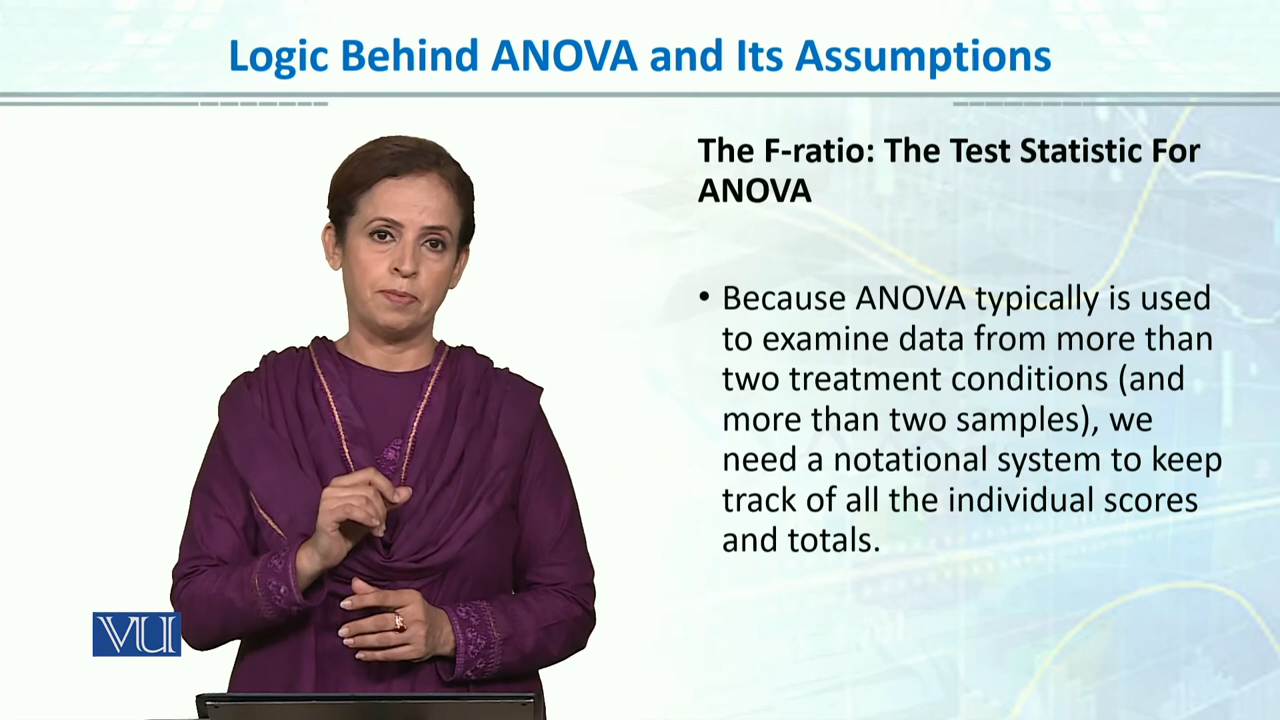 Logic Behind ANOVA and Its Assumptions
The F-ratio: The Test Statistic For
ANOVA
• Because ANOVA typically is used
to examine data from more than
two treatment conditions (and
more than two samples), we
need a notational system to keep
track of all the individual scores
and totals.
VU